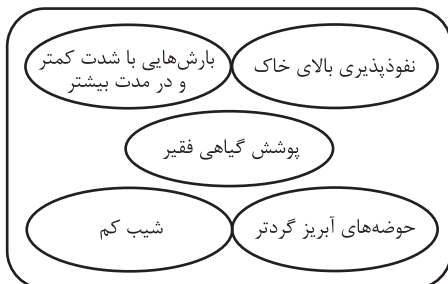 نفوذپذیری بالای خاک
بارش‌هایی با شدت کمتر
و در مدت بیشتر
پوشش گیاهی فقیر
حوضه‌های آبریز گردتر
شیب کم